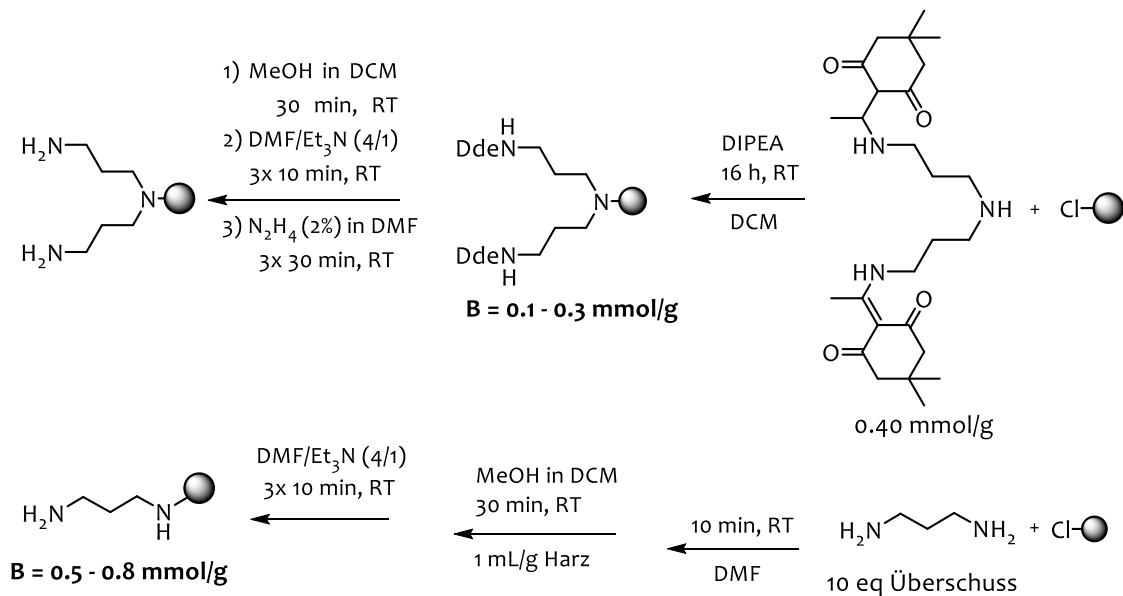 1) MeOH in DCM
30 min, RT
2) DMF/Et3N (4/1)
3x 10 min, RT
3) N2H4 (2%) in DMF
3x 30 min, RT
H2N
N
H2N
H
DdeN
N
DdeN
H
B = 0.1 - 0.3 mmol/g
DIPEA
16 h, RT
DCM
O
O
HN
NH + Cl
HN
O
O
0.40 mmol/g
DMF/Et3N (4/1)
3x 10 min, RT
H2N
N
H
B = 0.5 - 0.8 mmol/g
MeOH in DCM
30 min, RT
1 mL/g Harz
10 min, RT
DMF
H2N NH2 + Cl
10 eq Überschuss